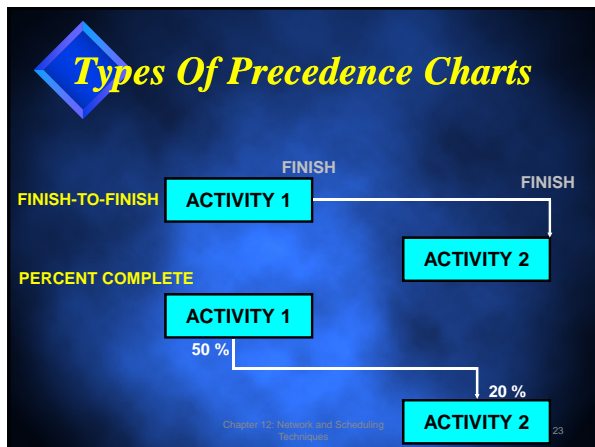 Types Of Precedence Charts
FINISH
FINISH
FINISH-TO-FINISH
ACTIVITY 1
ACTIVITY 2
PERCENT COMPLETE
ACTIVITY 1
50 %
20 %
ACTIVITY 2
Chapter 12: Network and Scheduling
Techniques
23